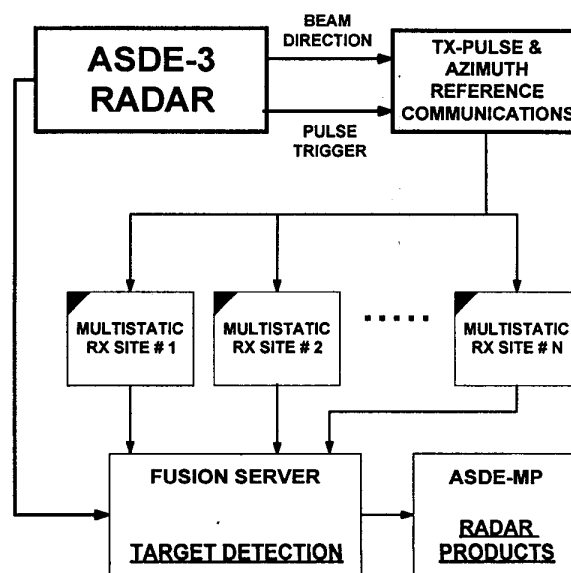 ASDE-3
RADAR
BEAM
DIRECTION
PULSE
TRIGGER
TX-PULSE &
AZIMUTH
REFERENCE
COMMUNICATIONS
MULTISTATIC
RX SITE # 1
MULTISTATIC
RX SITE # 2
MULTISTATIC
RX SITE # N
FUSION SERVER
TARGET DETECTION
ASDE-MP
RADAR
PRODUCTS